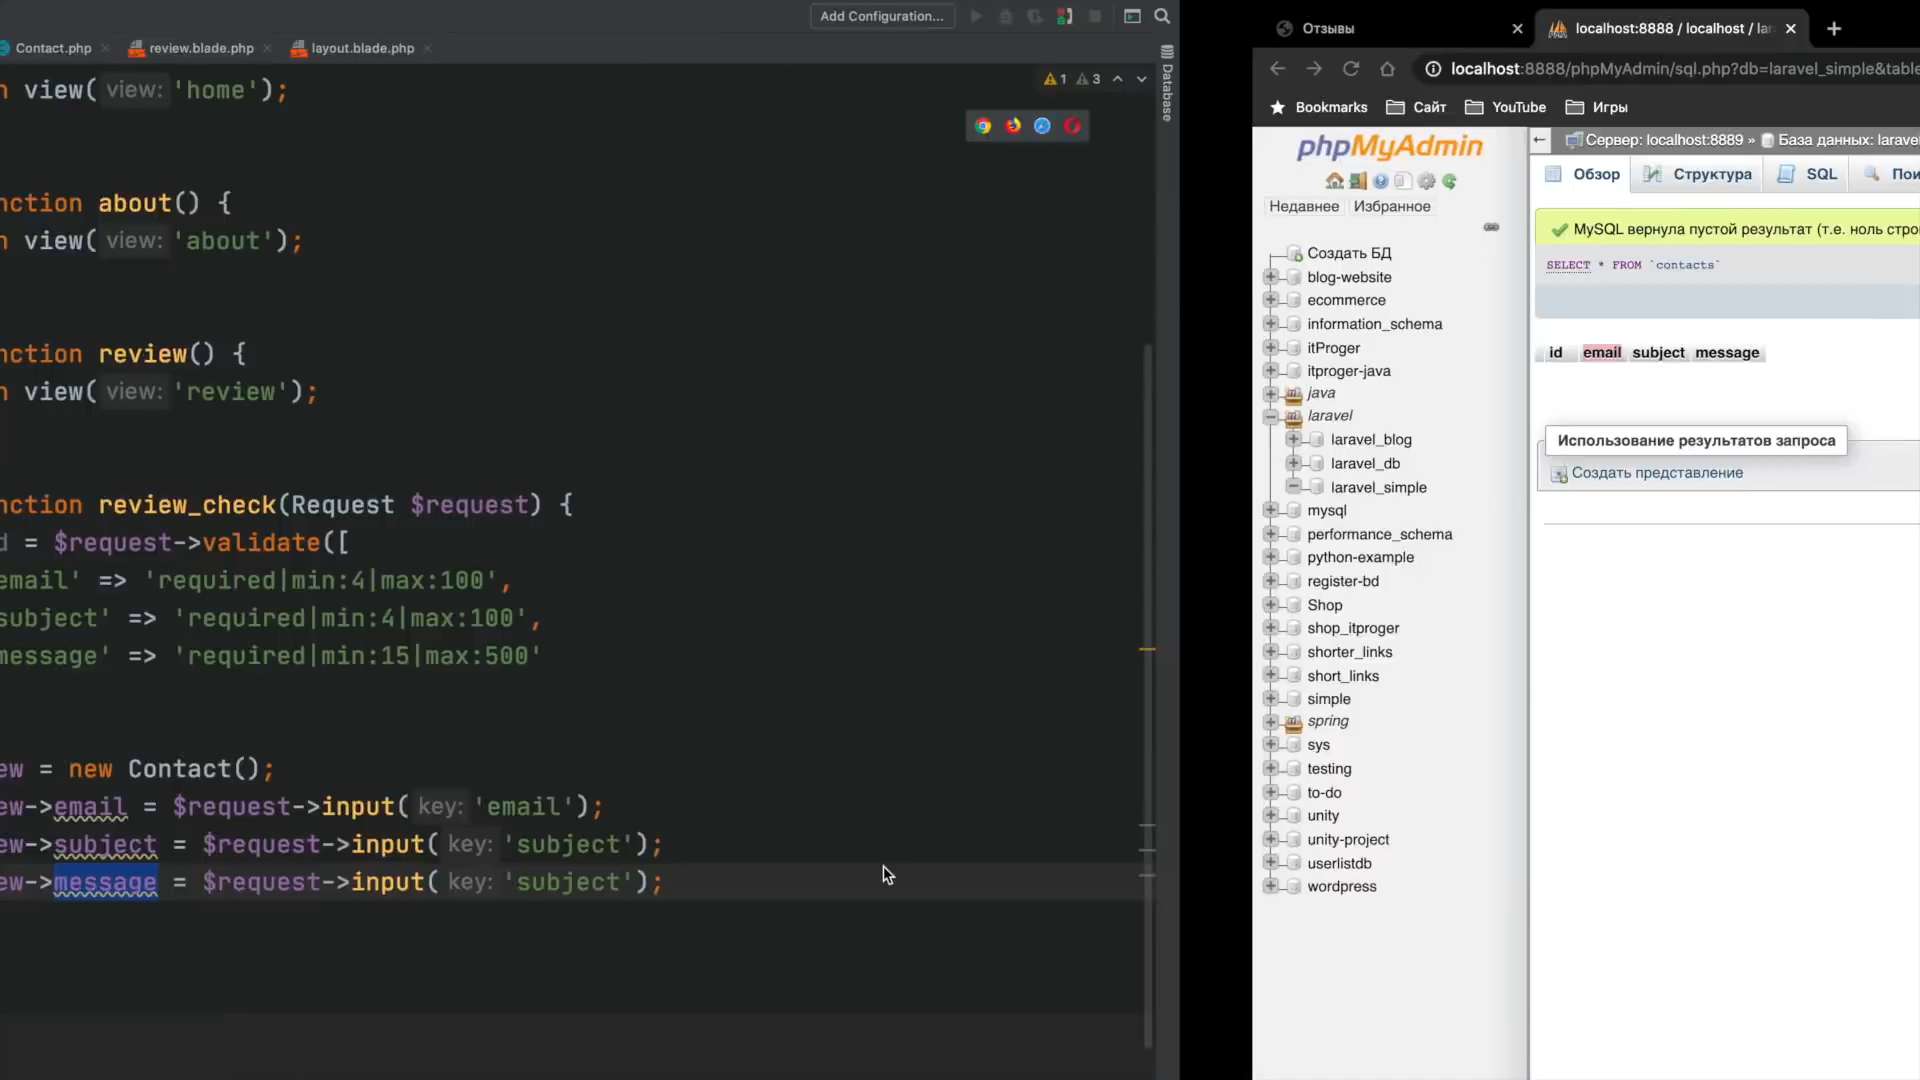 Add Configuration...
Contact.php
review.blade.php
layout.blade.php
1
3
Database
n view( view: 'home');
nction about() {
n view( view: 'about');
nction review() {
n view( view: 'review');
nction review_check(Request $request) {
d = $request->validate([
email' => 'required|min:4|max:100',
subject' => 'required|min:4|max:100',
message' => 'required|min:15|max:500'
ew = new Contact();
ew->email = $request->input( key: 'email');
ew->subject = $request->input( key: 'subject');
ew->message = $request->input( key: 'subject');
Отзывы
localhost:8888 / localhost / lar
localhost:8888/phpMyAdmin/sql.php?db=laravel_simple&table
Bookmarks
Сайт
YouTube
Игры
phpMyAdmin
Недавнее
Избранное
Создать БД
blog-website
ecommerce
information_schema
itProger
itproger-java
java
laravel
laravel_blog
laravel_db
laravel_simple
mysql
performance_schema
python-example
register-bd
Shop
shop_itproger
shorter_links
short_links
simple
spring
sys
testing
to-do
unity
unity-project
userlistdb
wordpress
Сервер: localhost:8889 » База данных: larave
Обзор
Структура
SQL
Пои
MySQL вернула пустой результат (т.е. ноль стро
SELECT * FROM `contacts`
id email subject message
Использование результатов запроса
Создать представление